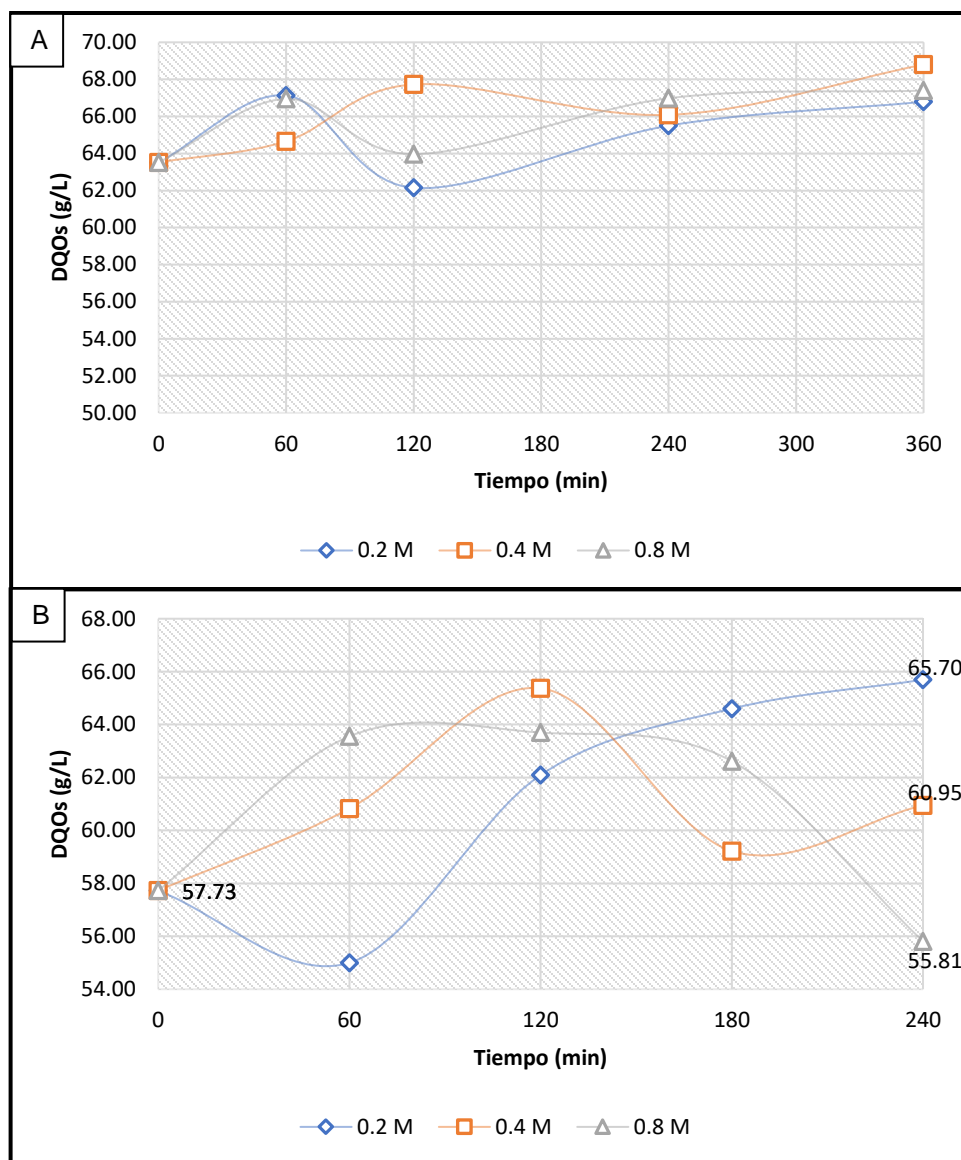 A
70.00
68.00
66.00
64.00
62.00
60.00
58.00
56.00
54.00
52.00
50.00
DQOs (g/L)
0 60 120 180 240 300 360
Tiempo (min)
0.2 M 0.4 M 0.8 M
B
68.00
66.00
64.00
62.00
60.00
58.00
56.00
54.00
DQOs (g/L)
65.70
60.95
57.73
55.81
0 60 120 180 240
Tiempo (min)
0.2 M 0.4 M 0.8 M